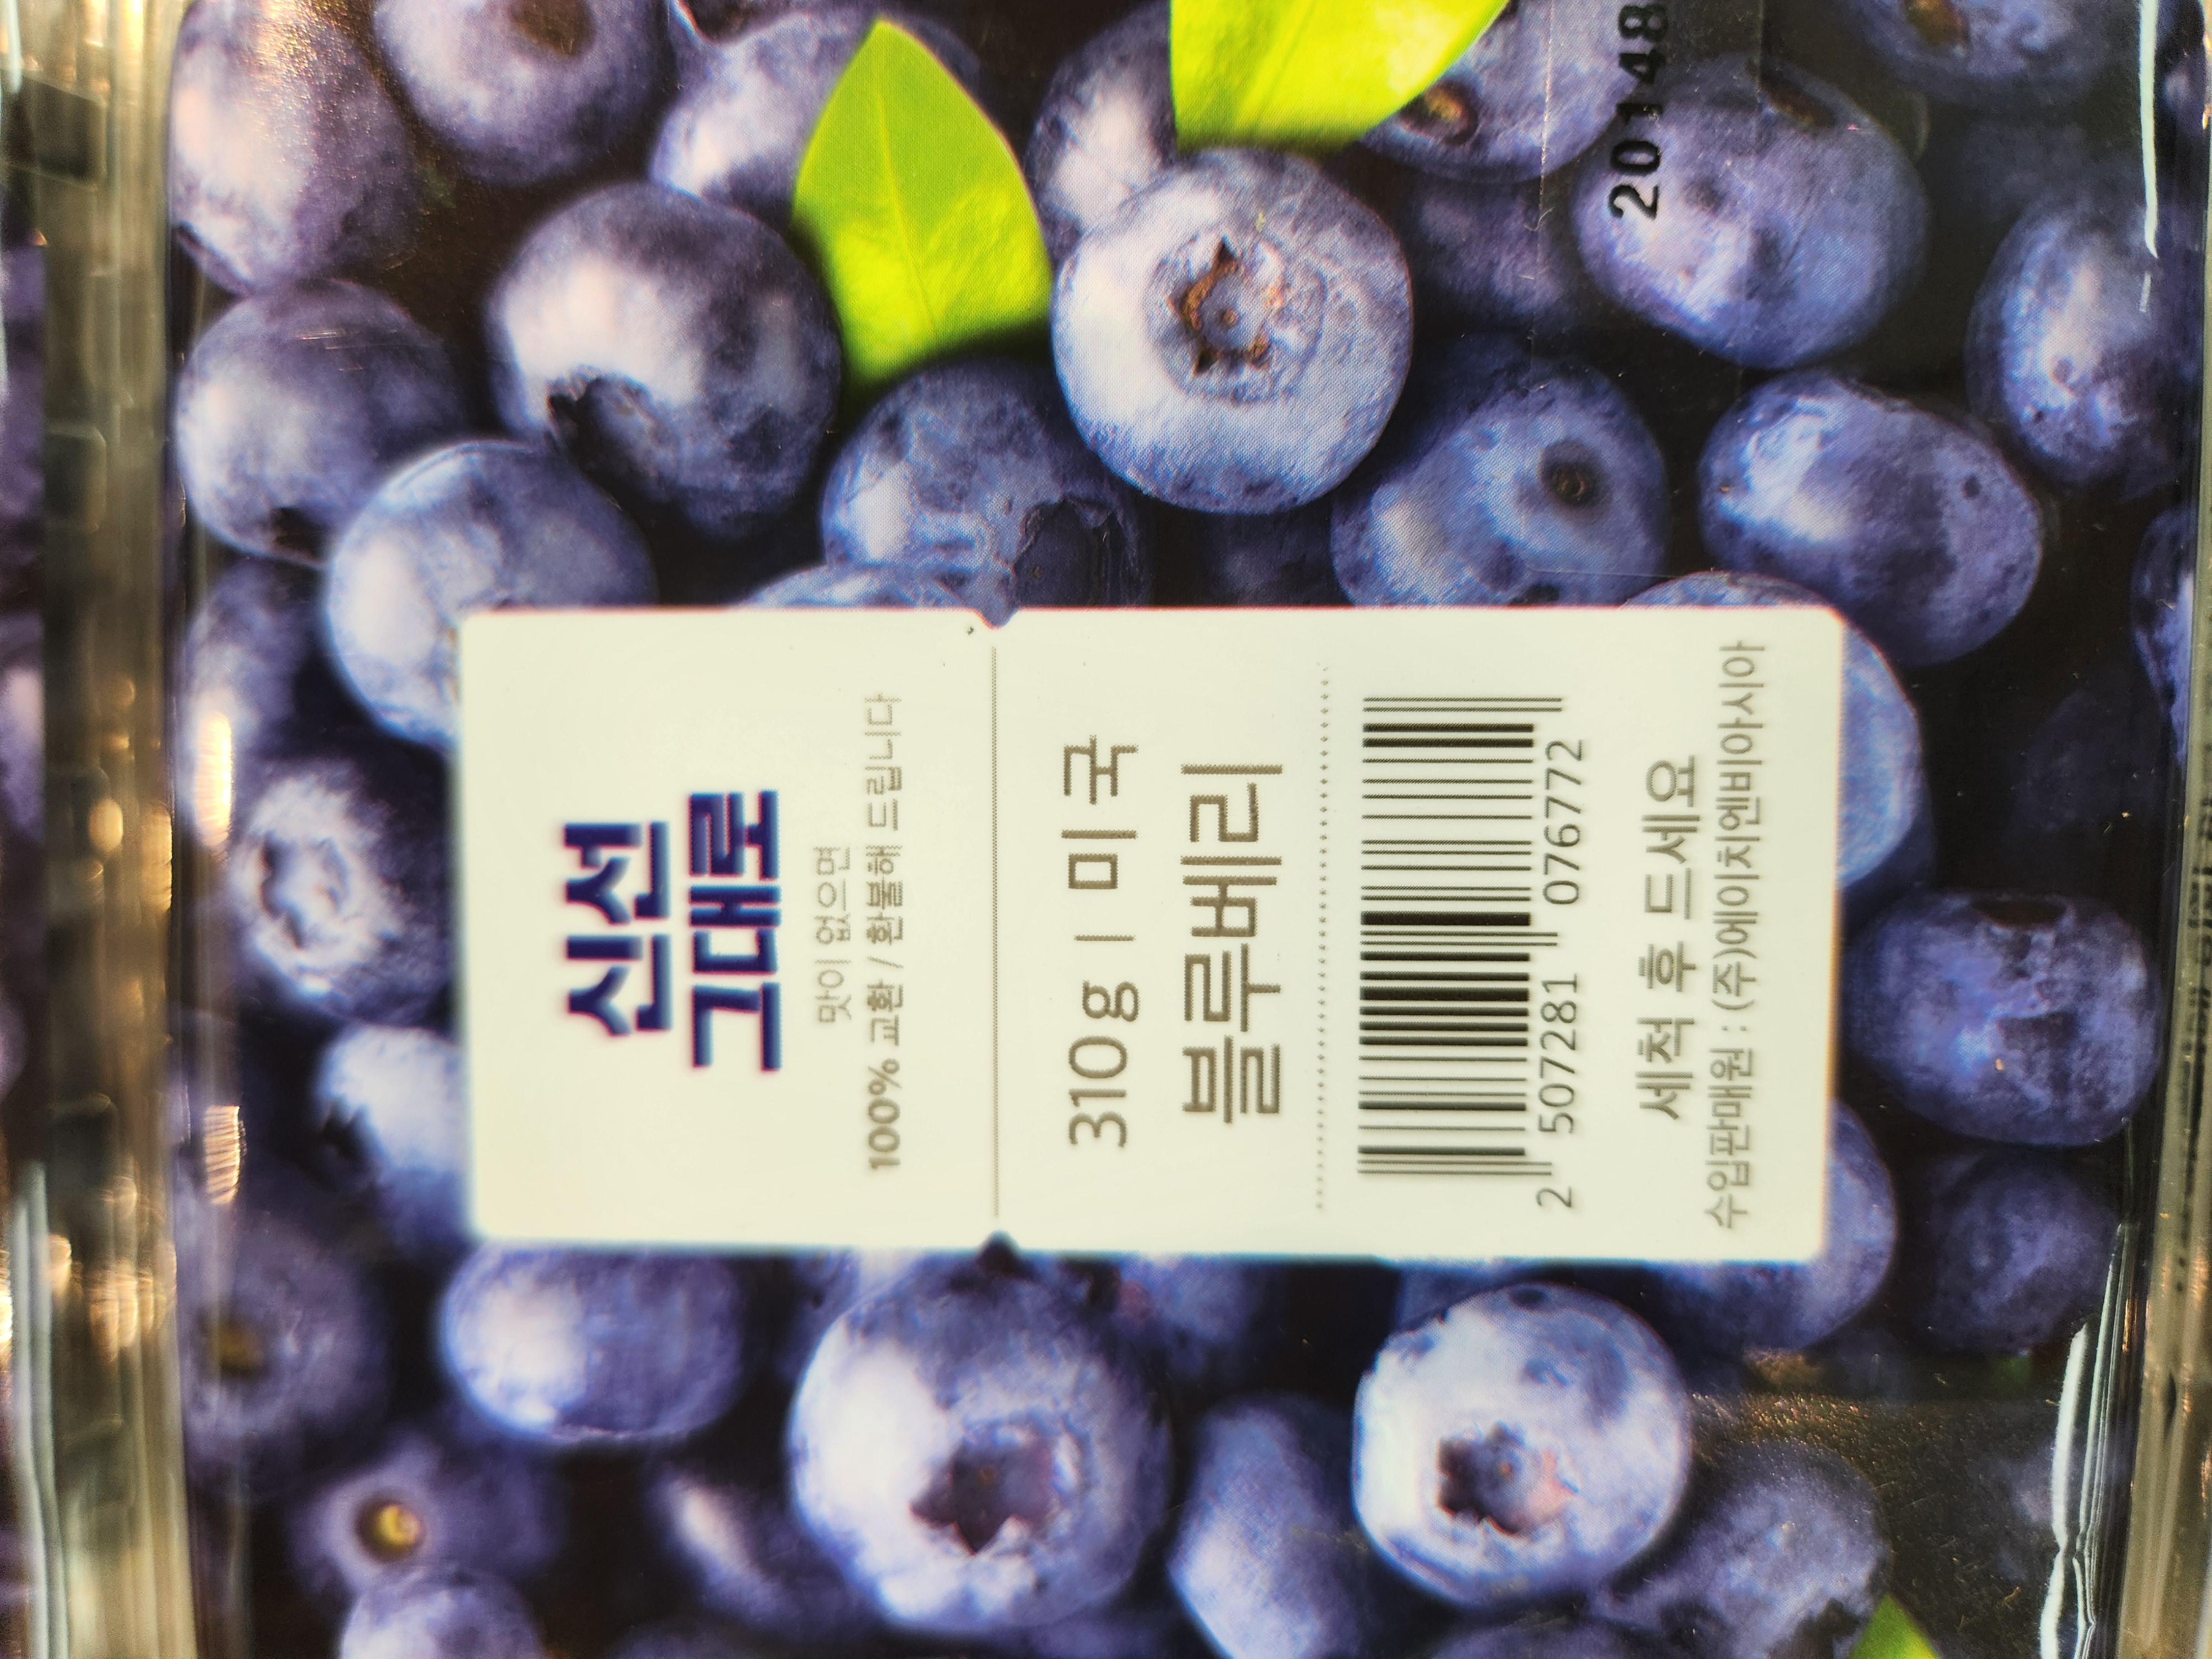 신선
그대로
맛이 없으면
100% 교환 / 환불해 드립니다
310g | 미국
블루베리
2 507281 076772
세척 후 드세요
수입판매원 : (주)에이치엔비아시아
20148